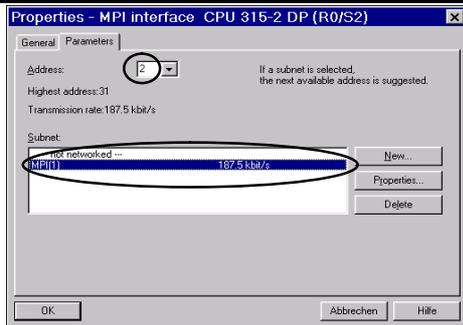 Properties - MPI interface CPU 315-2 DP (R0/S2)
General Parameters
Address: 2
If a subnet is selected,
the next available address is suggested.
Highest address:31
Transmission rate:187.5 kbit/s
Subnet:
--- not networked ---
MPI(1) 187.5 kbit/s
New...
Properties...
Delete
OK Abbrechen Hilfe